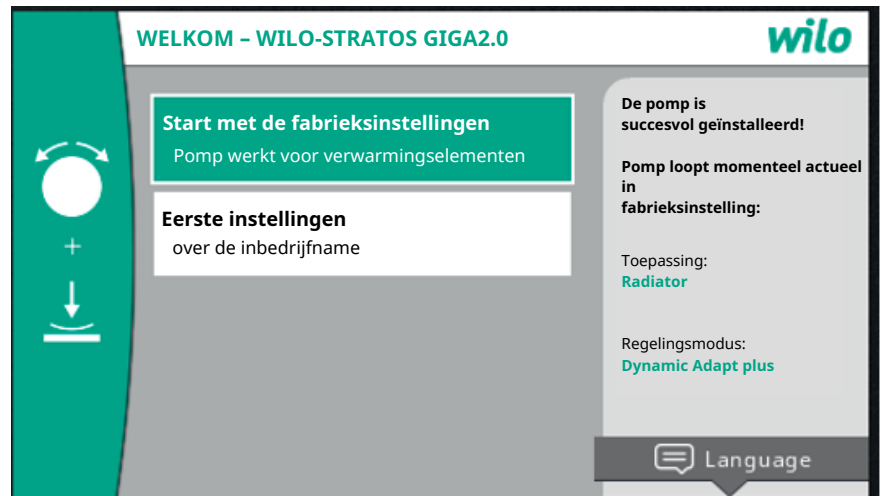 WELKOM – WILO-STRATOS GIGA2.0
wilo
Start met de fabrieksinstellingen
Pomp werkt voor verwarmingselementen
Eerste instellingen
over de inbedrijfname
+
De pomp is
succesvol geïnstalleerd!
Pomp loopt momenteel actueel
in
fabrieksinstelling:
Toepassing:
Radiator
Regelingsmodus:
Dynamic Adapt plus
Language